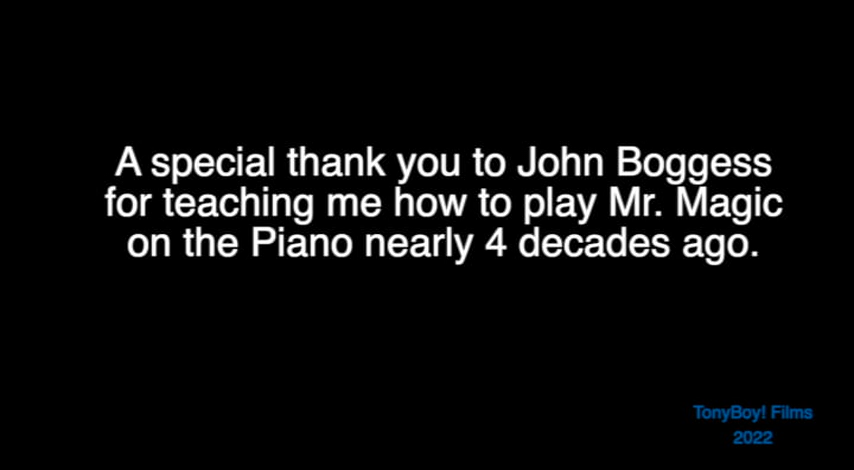 A special thank you to John Boggess
for teaching me how to play Mr. Magic
on the Piano nearly 4 decades ago.
TonyBoy! Films
2022